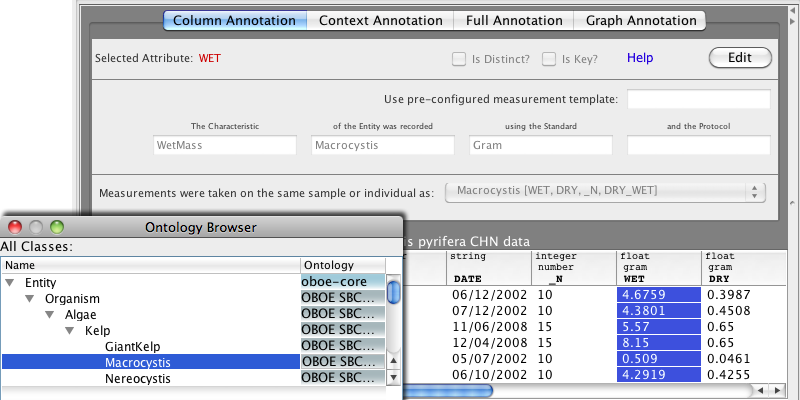 Column Annotation Context Annotation Full Annotation Graph Annotation
Selected Attribute: WET Is Distinct? Is Key? Help Edit
Use pre-configured measurement template:
The Characteristic of the Entity was recorded using the Standard and the Protocol
WetMass Macrocystis Gram
Measurements were taken on the same sample or individual as: Macrocystis [WET, DRY, _N, DRY_WET]
Ontology Browser
All Classes:
s pyrifera CHN data
Name Ontology
Entity oboe-core
Organism OBOE SBC...
Algae OBOE SBC...
Kelp OBOE SBC...
GiantKelp OBOE SBC...
Macrocystis OBOE SBC...
Nereocystis OBOE SBC...
string integer float float
number gram gram
DATE _N WET DRY
06/12/2002 10 4.6759 0.3987
07/12/2002 10 4.3801 0.4508
11/06/2008 15 5.57 0.65
12/04/2008 15 8.15 0.65
05/07/2002 10 0.509 0.0461
06/10/2002 10 4.2919 0.4255